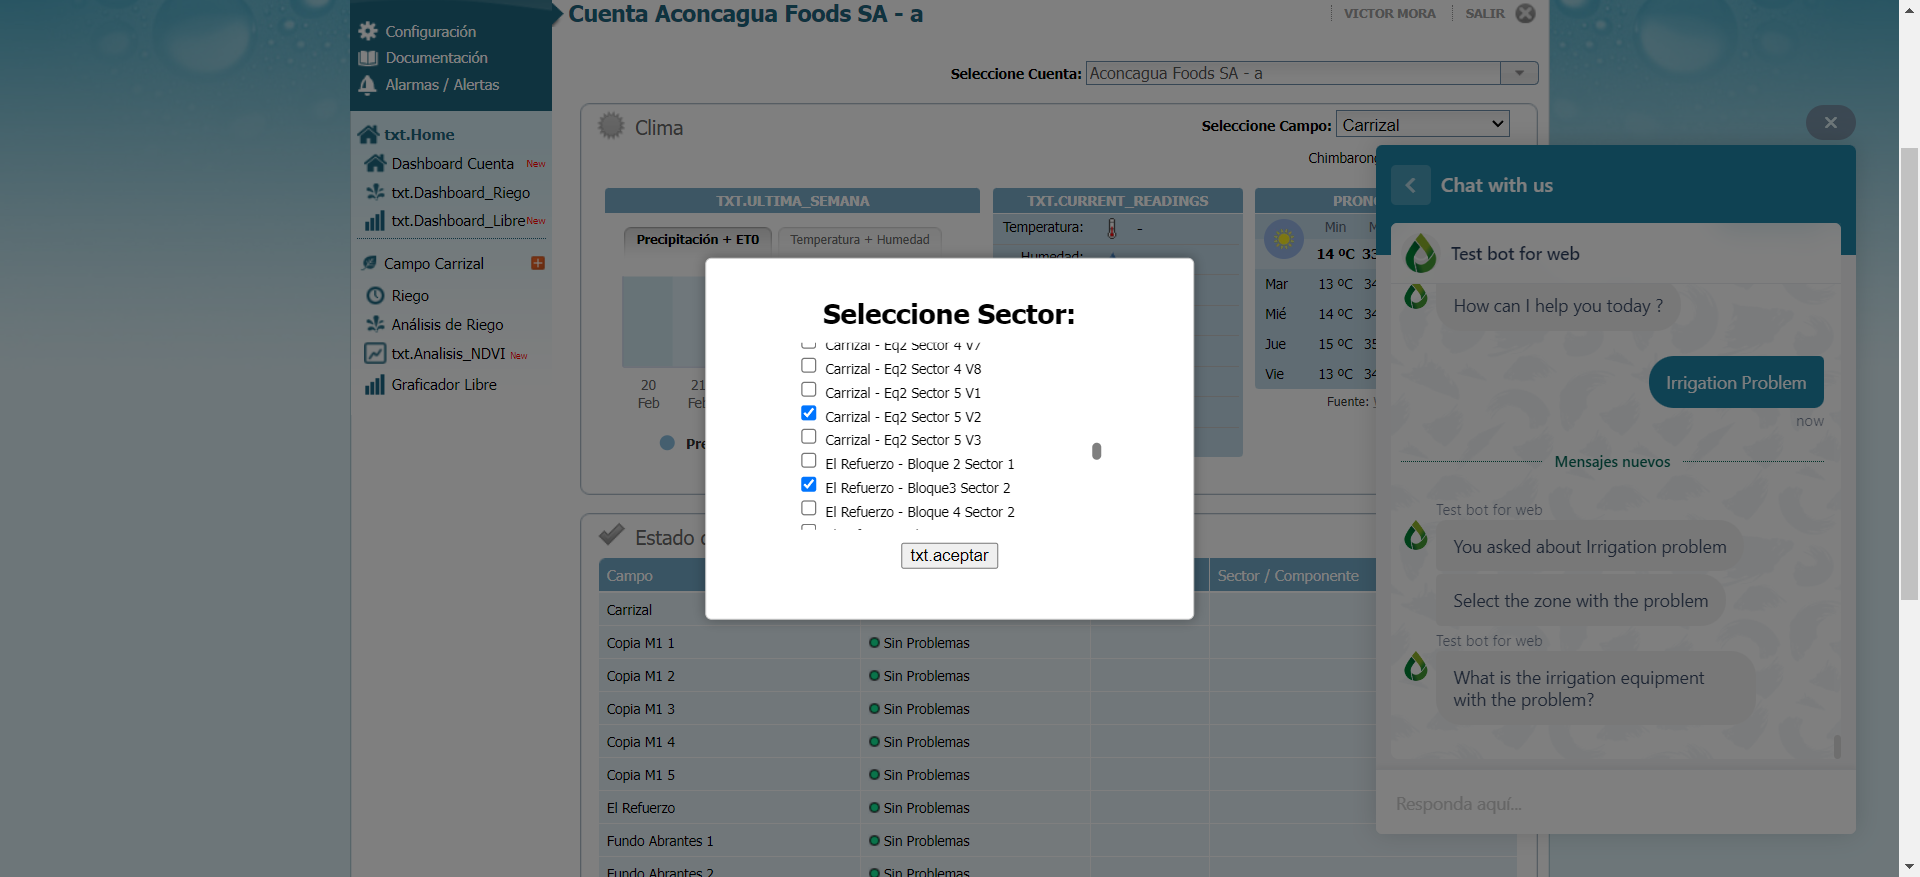 Cuenta Aconcagua Foods SA - a
VICTOR MORA
SALIR
Configuración
Documentación
Alarmas / Alertas
Seleccione Cuenta:
Aconcagua Foods SA - a
txt.Home
Dashboard Cuenta New
txt.Dashboard_Riego
txt.Dashboard_Libre New
Campo Carrizal
Riego
Análisis de Riego
txt.Analisis_NDVI New
Graficador Libre
Clima
Seleccione Campo:
Carrizal
TXT.ULTIMA_SEMANA
Precipitación + ET0
Temperatura + Humedad
20
Feb
TXT.CURRENT_READINGS
Temperatura: -
Humedad:
Min
14 ºC
Mar 13 ºC
Mié 14 ºC
Jue 15 ºC
Vie 13 ºC
Fuente:
Seleccione Sector:
Carrizal - Eq2 Sector 4 V7
Carrizal - Eq2 Sector 4 V8
Carrizal - Eq2 Sector 5 V1
Carrizal - Eq2 Sector 5 V2
Carrizal - Eq2 Sector 5 V3
El Refuerzo - Bloque 2 Sector 1
El Refuerzo - Bloque3 Sector 2
El Refuerzo - Bloque 4 Sector 2
txt.aceptar
Estado
Campo
Sector / Componente
Carrizal
Copia M1 1 Sin Problemas
Copia M1 2 Sin Problemas
Copia M1 3 Sin Problemas
Copia M1 4 Sin Problemas
Copia M1 5 Sin Problemas
El Refuerzo Sin Problemas
Fundo Abrantes 1 Sin Problemas
Fundo Abrantes 2 Sin Problemas
Chat with us
Test bot for web
How can I help you today ?
Irrigation Problem
now
Mensajes nuevos
Test bot for web
You asked about Irrigation problem
Select the zone with the problem
Test bot for web
What is the irrigation equipment
with the problem?
Responda aquí...